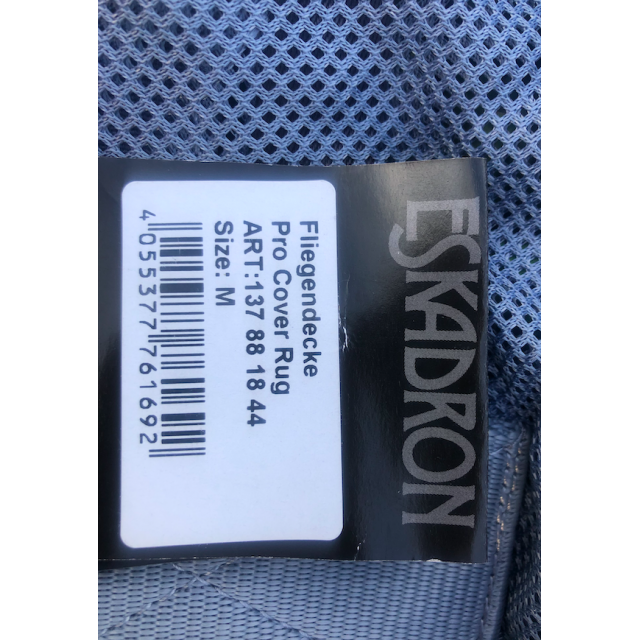 ESKADRON
Fliegendecke
Pro Cover Rug
ART:137 88 18 44
Size: M
4 055377 761692